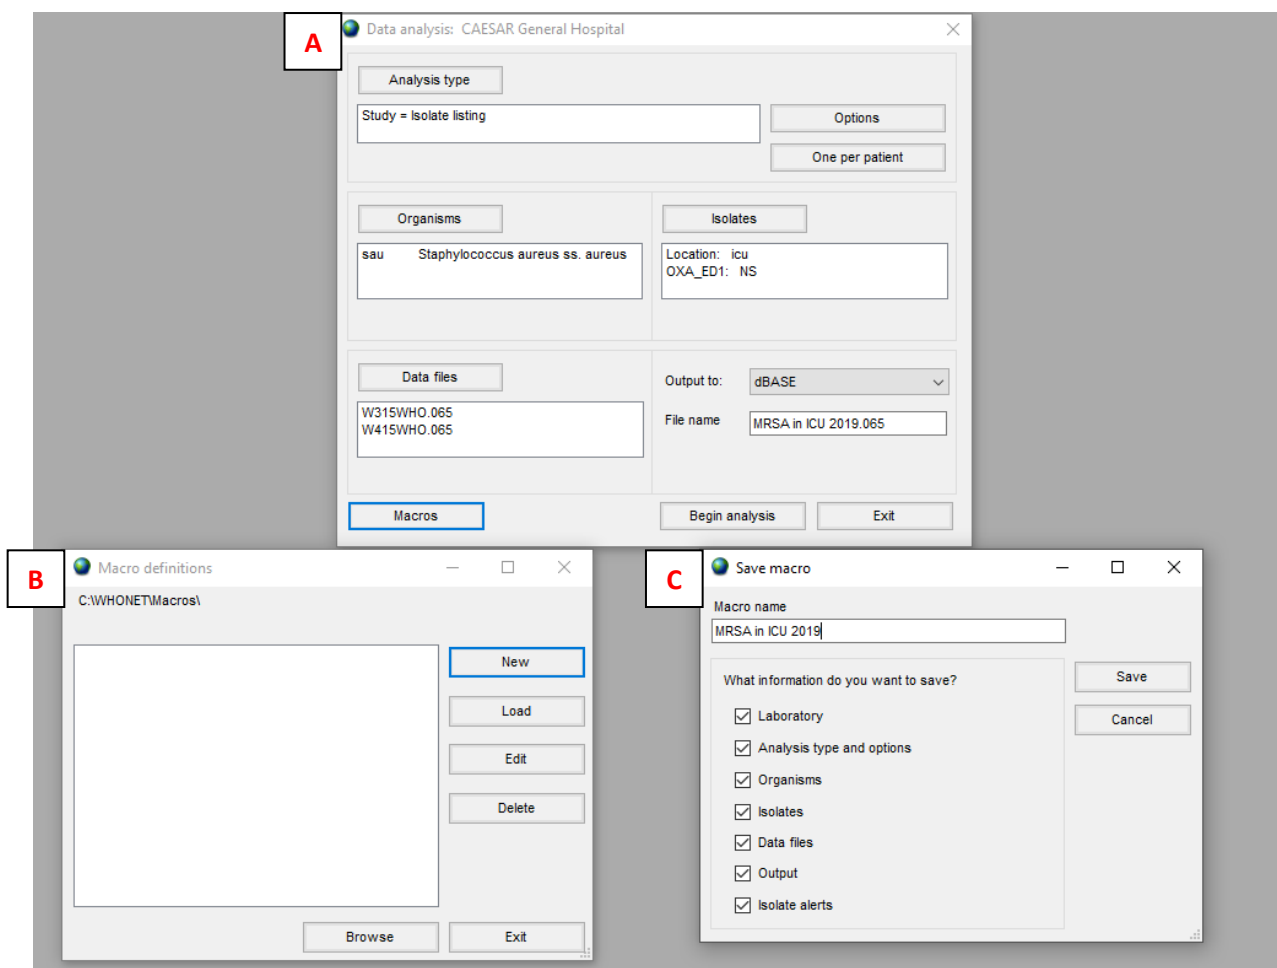 A
Data analysis: CAESAR General Hospital
Analysis type
Study = Isolate listing
Options
One per patient
Organisms
sau Staphylococcus aureus ss. aureus
Isolates
Location: icu
OXA_ED1: NS
Data files
W315WHO.065
W415WHO.065
Output to: dBASE
File name MRSA in ICU 2019.065
Macros
Begin analysis
Exit
B
Macro definitions
C:\WHONET\Macros\
New
Load
Edit
Delete
Browse
Exit
C
Save macro
Macro name
MRSA in ICU 2019
What information do you want to save?
Laboratory
Analysis type and options
Organisms
Isolates
Data files
Output
Isolate alerts
Save
Cancel